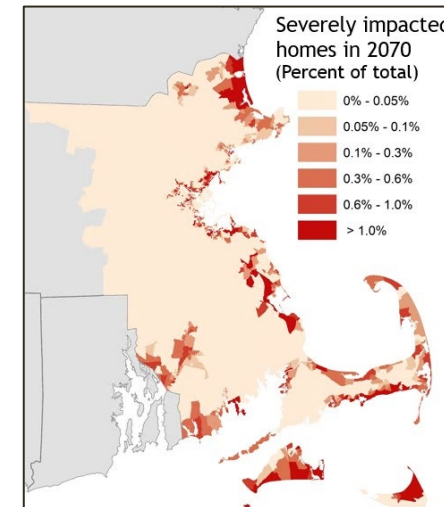 Severely impacted
homes in 2070
(Percent of total)
0% - 0.05%
0.05% - 0.1%
0.1% - 0.3%
0.3% - 0.6%
0.6% - 1.0%
> 1.0%